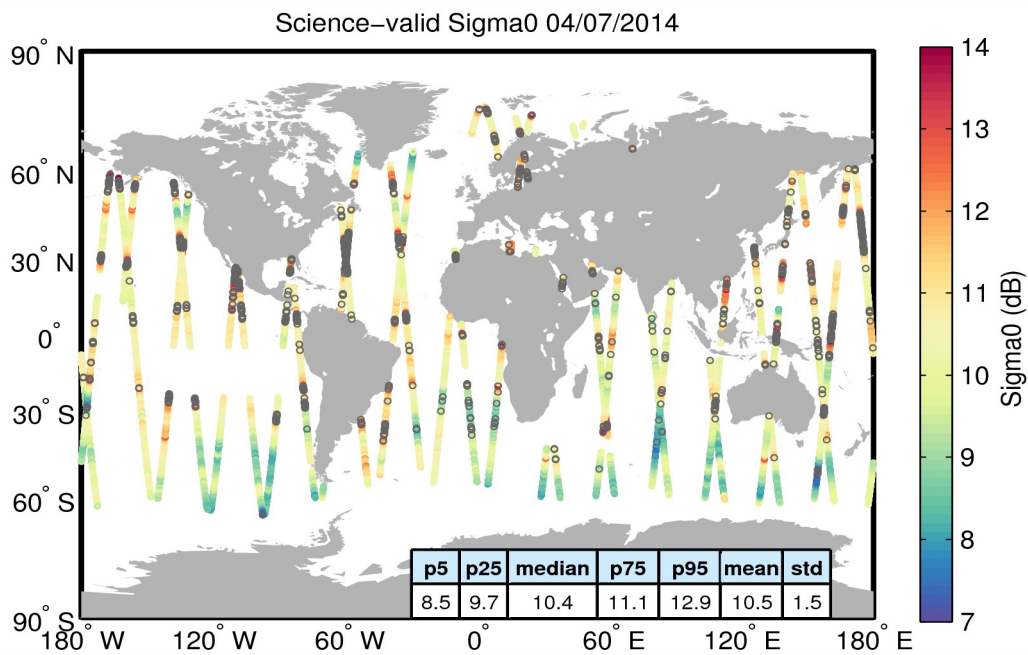 Science−valid Sigma0 04/07/2014
90° N
60° N
30° N
0°
30° S
60° S
90° S
180° W
120° W
60° W
0°
60° E
120° E
180° E
14
13
12
11
10
9
8
7
Sigma0 (dB)
p5 p25 median p75 p95 mean std
8.5 9.7 10.4 11.1 12.9 10.5 1.5